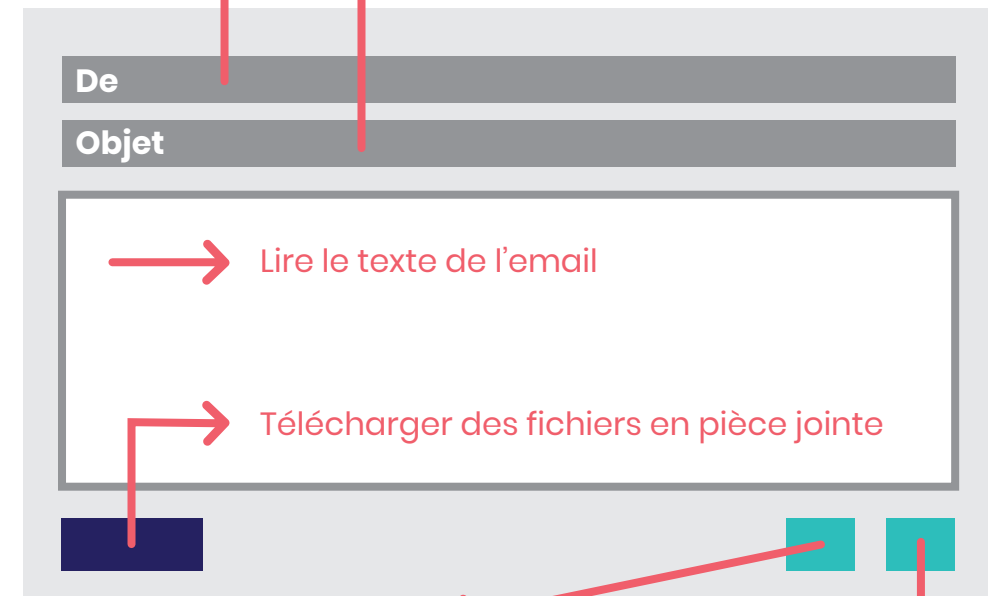 De
Objet
Lire le texte de l’email
Télécharger des fichiers en pièce jointe